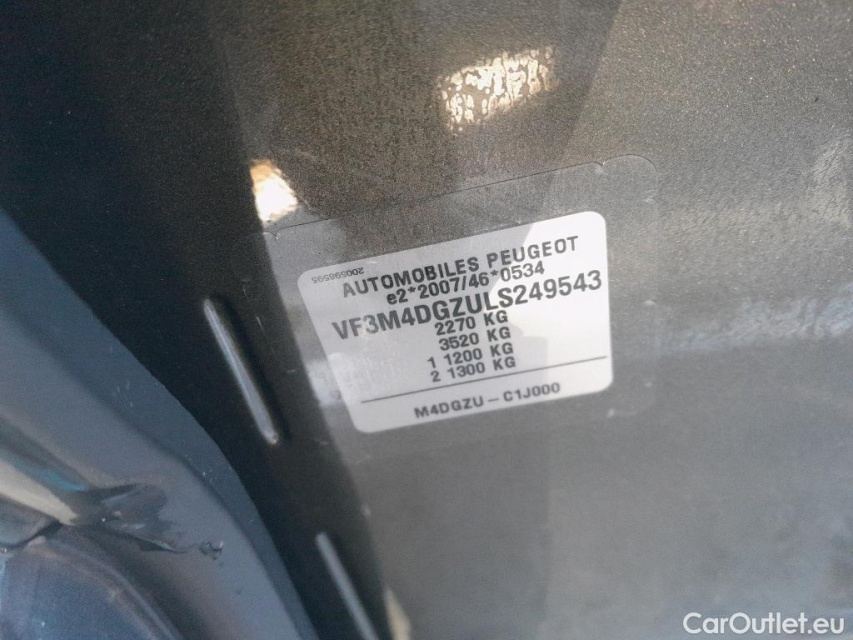 200596595
AUTOMOBILES PEUGEOT
e2*2007/46*0534
VF3M4DGZULS249543
2270 KG
3520 KG
1 1200 KG
2 1300 KG
M4DGZU - C1J000
CarOutlet.eu